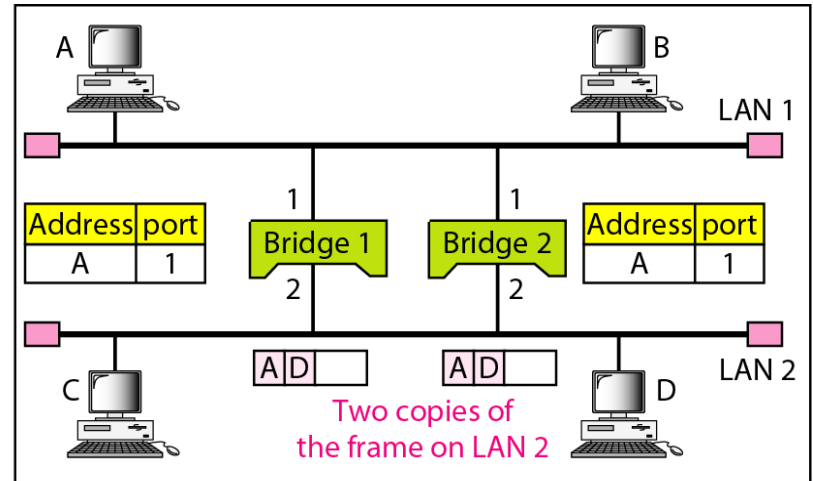 A
B
LAN 1
1
1
Address port
A 1
Bridge 1
Bridge 2
Address port
A 1
2
2
A D
A D
C
D
LAN 2
Two copies of
the frame on LAN 2